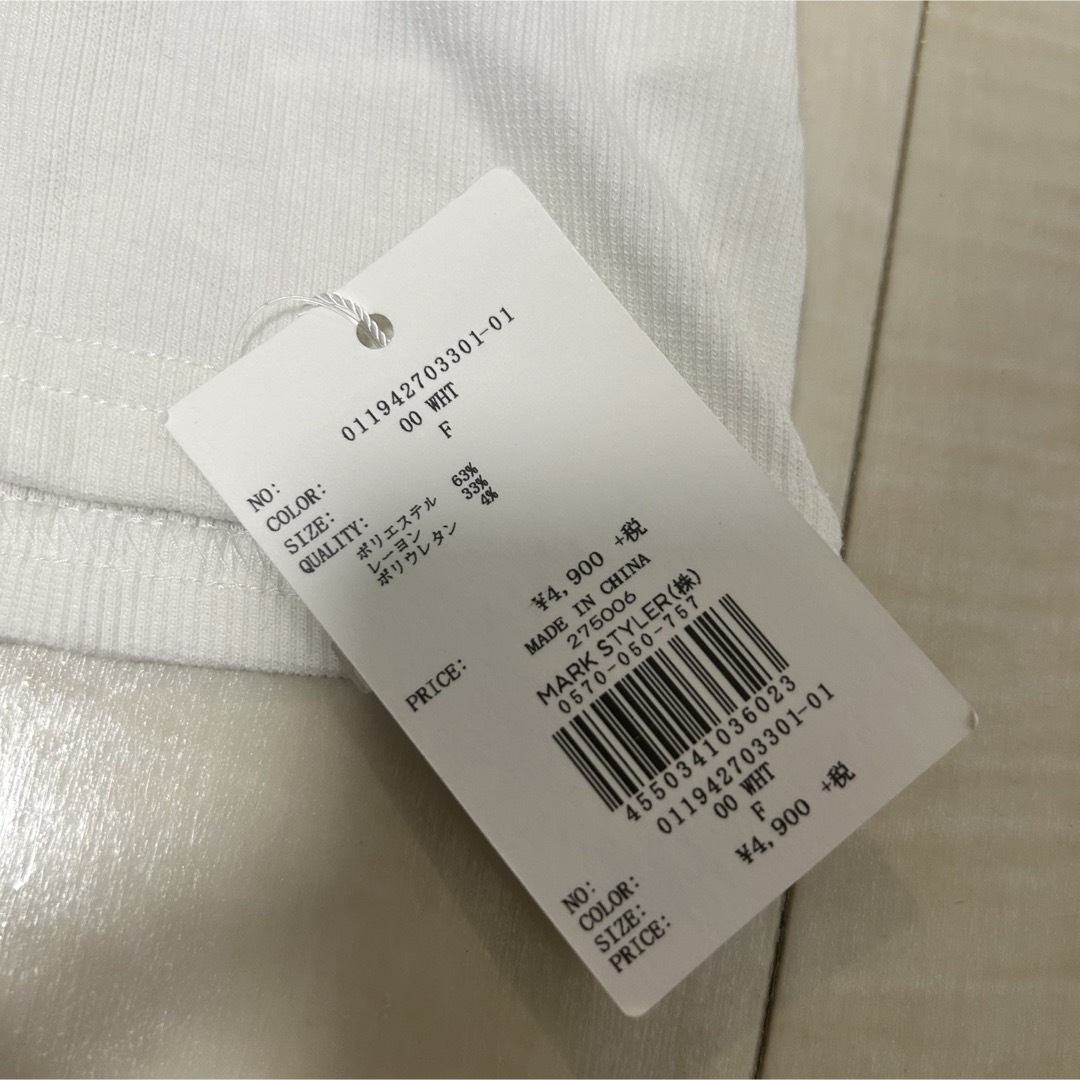 NO: 011942703301-01
COLOR: 00 WHT
SIZE: F
QUALITY: ポリエステル 63%
レーヨン 33%
ポリウレタン 4%
PRICE: ¥4,900 +税
MADE IN CHINA
275006
MARK STYLER(株)
0570-050-757
4550341036023
NO: 011942703301-01
COLOR: 00 WHT
SIZE: F
PRICE: ¥4,900 +税